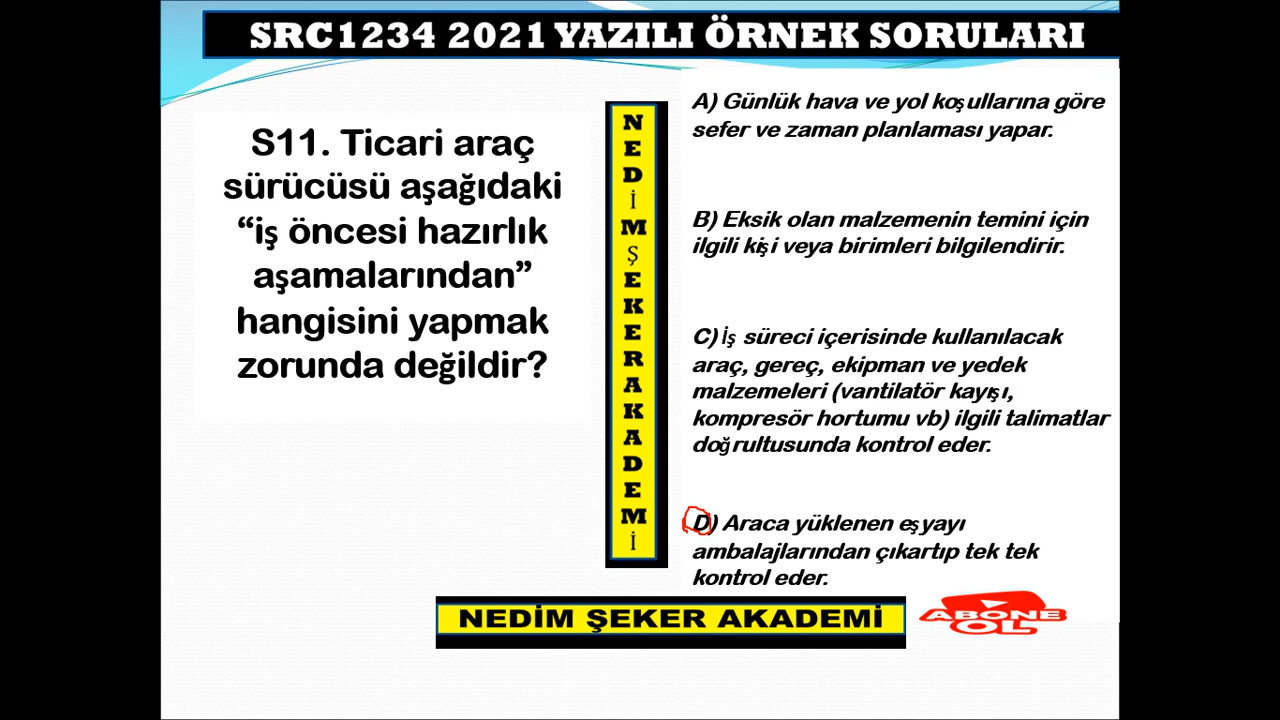 SRC1234 2021 YAZILI ÖRNEK SORULARI
S11. Ticari araç
sürücüsü aşağıdaki
“iş öncesi hazırlık
aşamalarından”
hangisini yapmak
zorunda değildir?
NEDİM ŞEKER AKADEMİ
A) Günlük hava ve yol koşullarına göre
sefer ve zaman planlaması yapar.
B) Eksik olan malzemenin temini için
ilgili kişi veya birimleri bilgilendirir.
C) İş süreci içerisinde kullanılacak
araç, gereç, ekipman ve yedek
malzemeleri (vantilatör kayışı,
kompresör hortumu vb) ilgili talimatlar
doğrultusunda kontrol eder.
D) Araca yüklenen eşyayı
ambalajlarından çıkartıp tek tek
kontrol eder.
NEDİM ŞEKER AKADEMİ
ABONE
OL